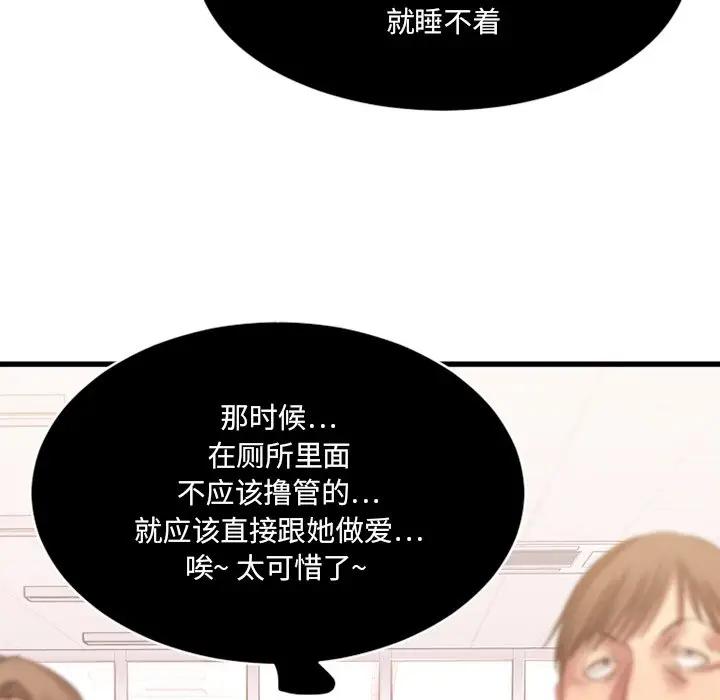 就睡不着
那时候...
在厕所里面
不应该撸管的...
就应该直接跟她做爱...
唉~ 太可惜了~